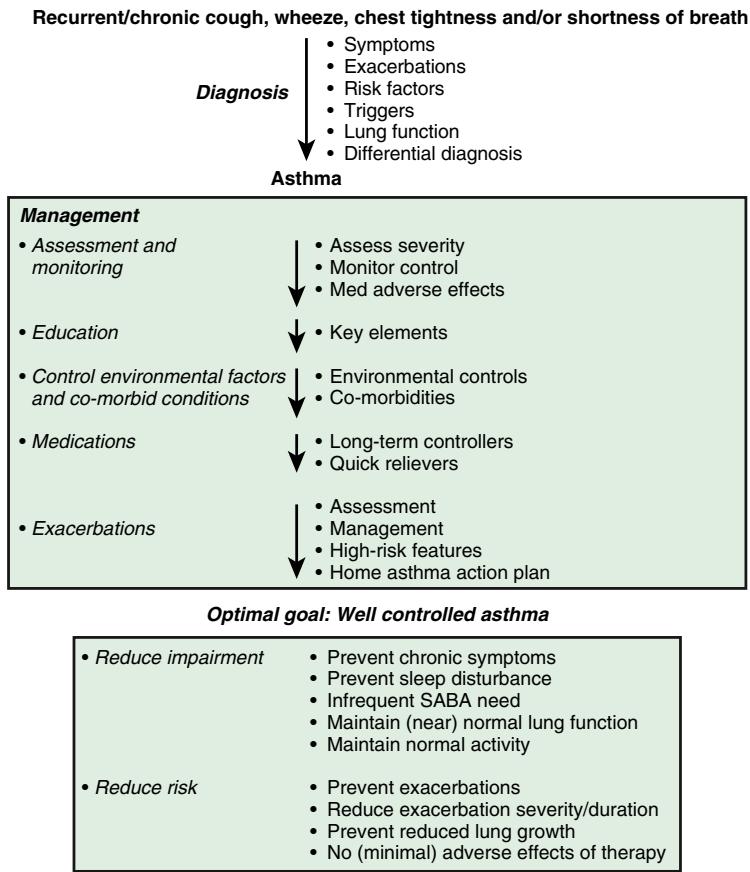 Recurrent/chronic cough, wheeze, chest tightness and/or shortness of breath
Diagnosis
• Symptoms
• Exacerbations
• Risk factors
• Triggers
• Lung function
• Differential diagnosis
Asthma
Management
• Assessment and
monitoring
• Assess severity
• Monitor control
• Med adverse effects
• Education
• Key elements
• Control environmental factors
and co-morbid conditions
• Environmental controls
• Co-morbidities
• Medications
• Long-term controllers
• Quick relievers
• Exacerbations
• Assessment
• Management
• High-risk features
• Home asthma action plan
Optimal goal: Well controlled asthma
• Reduce impairment
• Prevent chronic symptoms
• Prevent sleep disturbance
• Infrequent SABA need
• Maintain (near) normal lung function
• Maintain normal activity
• Reduce risk
• Prevent exacerbations
• Reduce exacerbation severity/duration
• Prevent reduced lung growth
• No (minimal) adverse effects of therapy